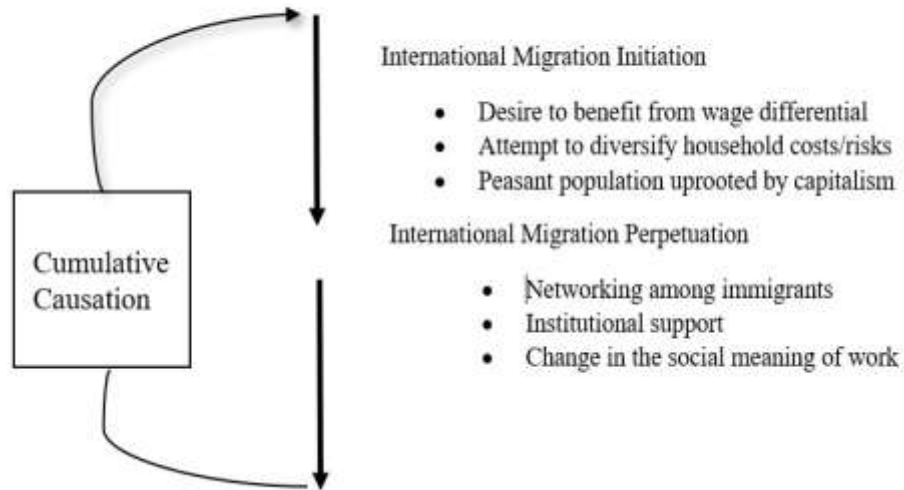 International Migration Initiation
• Desire to benefit from wage differential
• Attempt to diversify household costs/risks
• Peasant population uprooted by capitalism
Cumulative
Causation
International Migration Perpetuation
• Networking among immigrants
• Institutional support
• Change in the social meaning of work